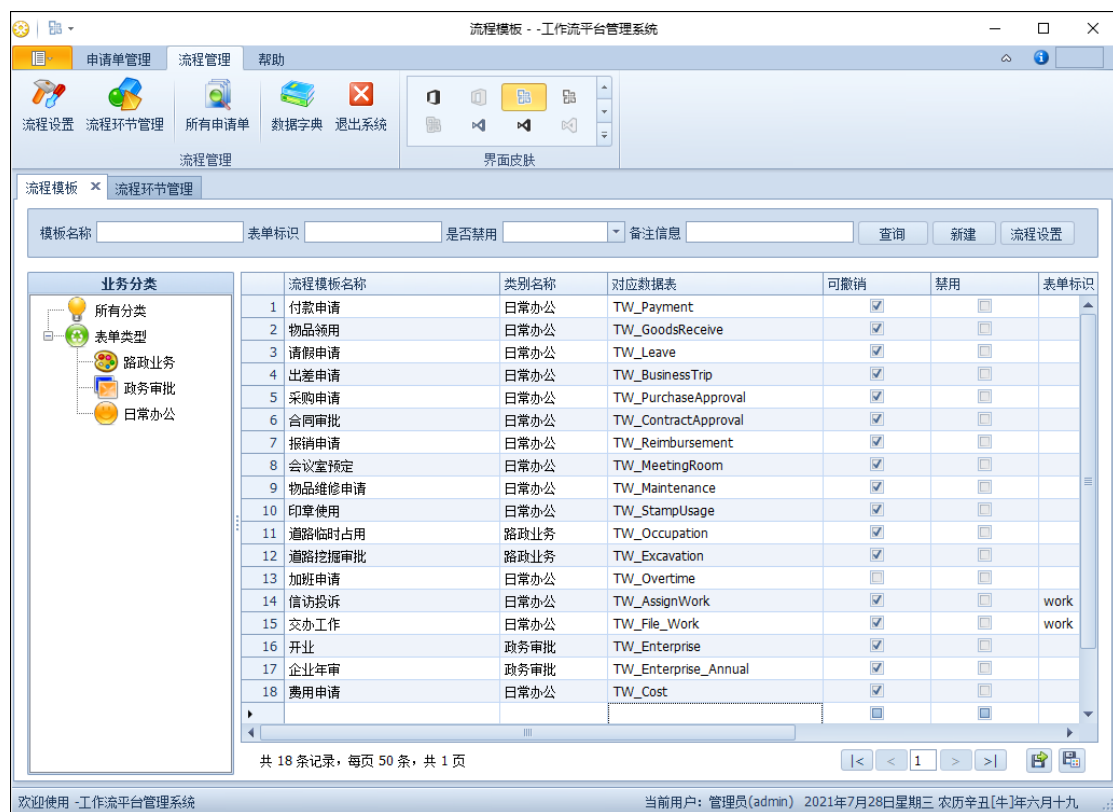 流程模板 - -工作流平台管理系统
申请单管理 流程管理 帮助
流程设置 流程环节管理 所有申请单 数据字典 退出系统
流程管理 界面皮肤
流程模板 流程环节管理
模板名称 表单标识 是否禁用 备注信息 查询 新建 流程设置
业务分类
所有分类
表单类型
路政业务
政务审批
日常办公
流程模板名称 类别名称 对应数据表 可撤消 禁用 表单标识
1 付款申请 日常办公 TW_Payment
2 物品领用 日常办公 TW_GoodsReceive
3 请假申请 日常办公 TW_Leave
4 出差申请 日常办公 TW_BusinessTrip
5 采购申请 日常办公 TW_PurchaseApproval
6 合同审批 日常办公 TW_ContractApproval
7 报销申请 日常办公 TW_Reimbursement
8 会议室预定 日常办公 TW_MeetingRoom
9 物品维修申请 日常办公 TW_Maintenance
10 印章使用 日常办公 TW_StampUsage
11 道路临时占用 路政业务 TW_Occupation
12 道路挖掘审批 路政业务 TW_Excavation
13 加班申请 日常办公 TW_Overtime
14 信访投诉 日常办公 TW_AssignWork work
15 交办工作 日常办公 TW_File_Work work
16 开业 政务审批 TW_Enterprise
17 企业年审 政务审批 TW_Enterprise_Annual
18 费用申请 日常办公 TW_Cost
共 18 条记录，每页 50 条，共 1 页 |< < 1 > >|
欢迎使用 -工作流平台管理系统 当前用户：管理员(admin) 2021年7月28日星期三 农历辛丑[牛]年六月十九